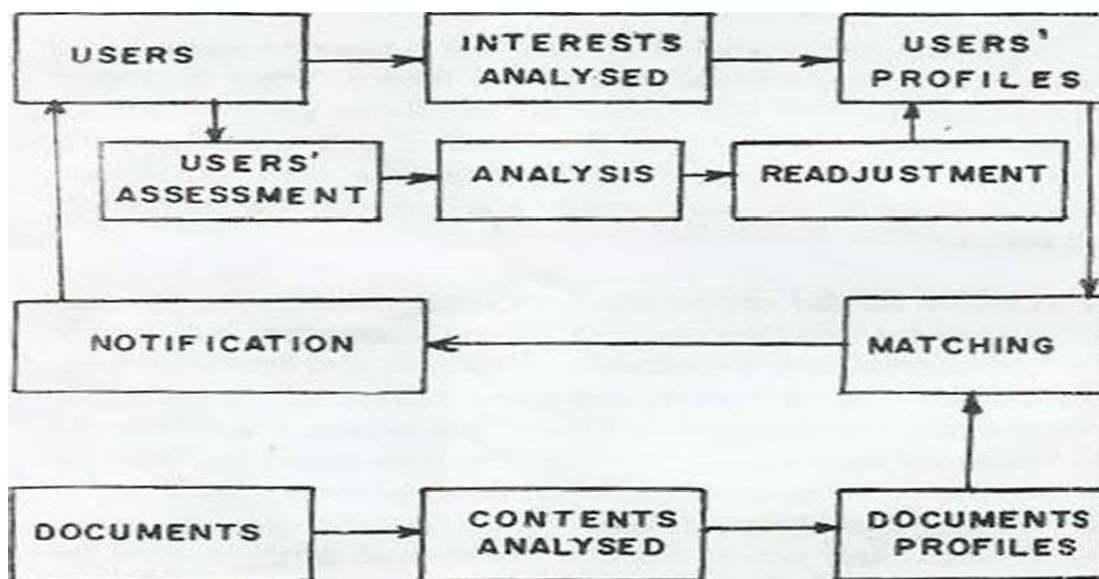 USERS
INTERESTS
ANALYSED
USERS'
PROFILES
USERS'
ASSESSMENT
ANALYSIS
READJUSTMENT
NOTIFICATION
MATCHING
DOCUMENTS
CONTENTS
ANALYSED
DOCUMENTS
PROFILES